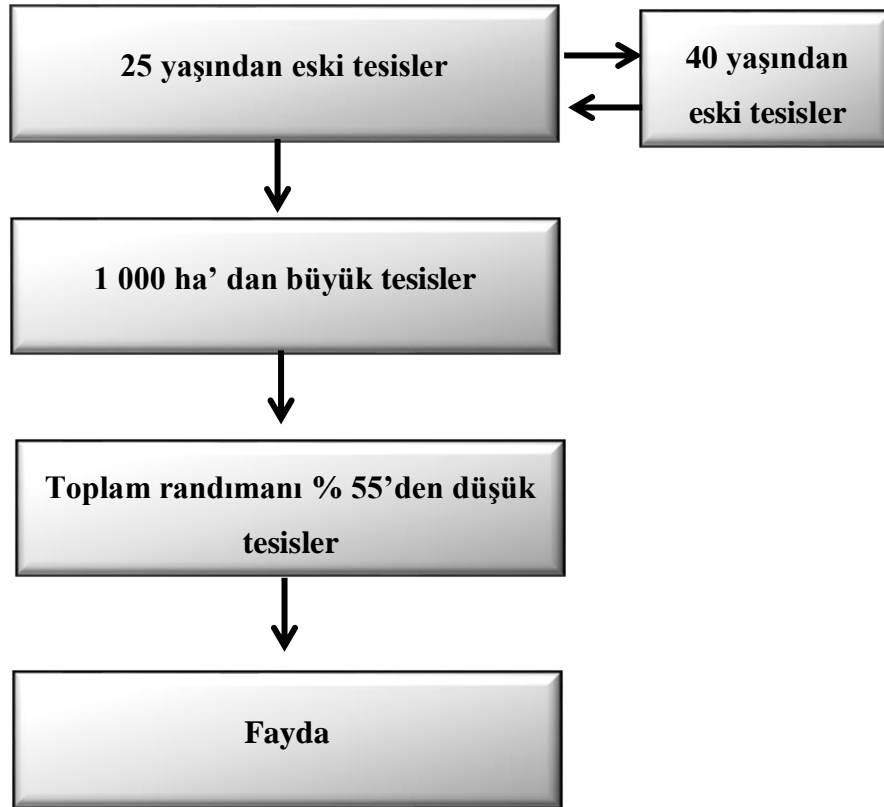 25 yaşından eski tesisler
40 yaşından
eski tesisler
1 000 ha’ dan büyük tesisler
Toplam randımanı % 55’den düşük
tesisler
Fayda